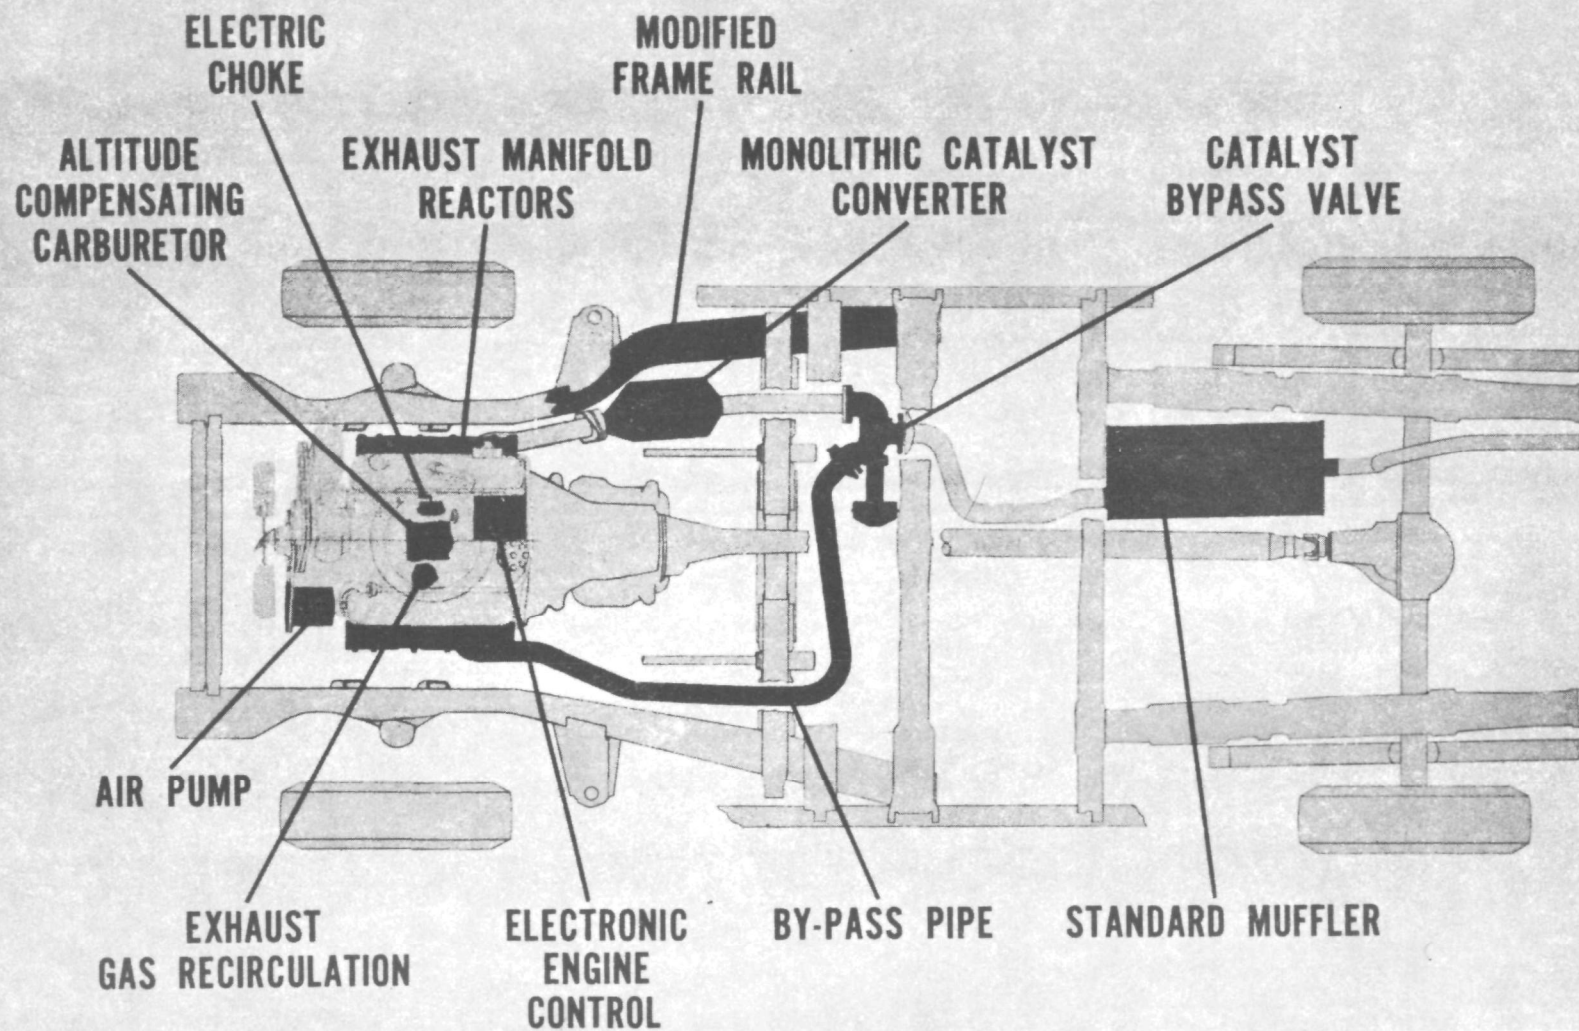 ELECTRIC
CHOKE
MODIFIED
FRAME RAIL
ALTITUDE
COMPENSATING
CARBURETOR
EXHAUST MANIFOLD
REACTORS
MONOLITHIC CATALYST
CONVERTER
CATALYST
BYPASS VALVE
AIR PUMP
EXHAUST
GAS RECIRCULATION
ELECTRONIC
ENGINE
CONTROL
BY-PASS PIPE
STANDARD MUFFLER